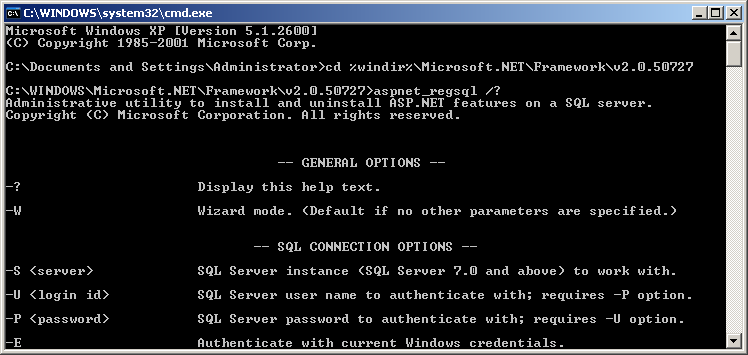 C:\WINDOWS\system32\cmd.exe
Microsoft Windows XP [Version 5.1.2600]
(C) Copyright 1985-2001 Microsoft Corp.
C:\Documents and Settings\Administrator>cd %windir%\Microsoft.NET\Framework\v2.0.50727
C:\WINDOWS\Microsoft.NET\Framework\v2.0.50727>aspnet_regsql /?
Administrative utility to install and uninstall ASP.NET features on a SQL server.
Copyright (C) Microsoft Corporation. All rights reserved.
-- GENERAL OPTIONS --
-? Display this help text.
-W Wizard mode. (Default if no other parameters are specified.)
-- SQL CONNECTION OPTIONS --
-S <server> SQL Server instance (SQL Server 7.0 and above) to work with.
-U <login id> SQL Server user name to authenticate with; requires -P option.
-P <password> SQL Server password to authenticate with; requires -U option.
-E Authenticate with current Windows credentials.